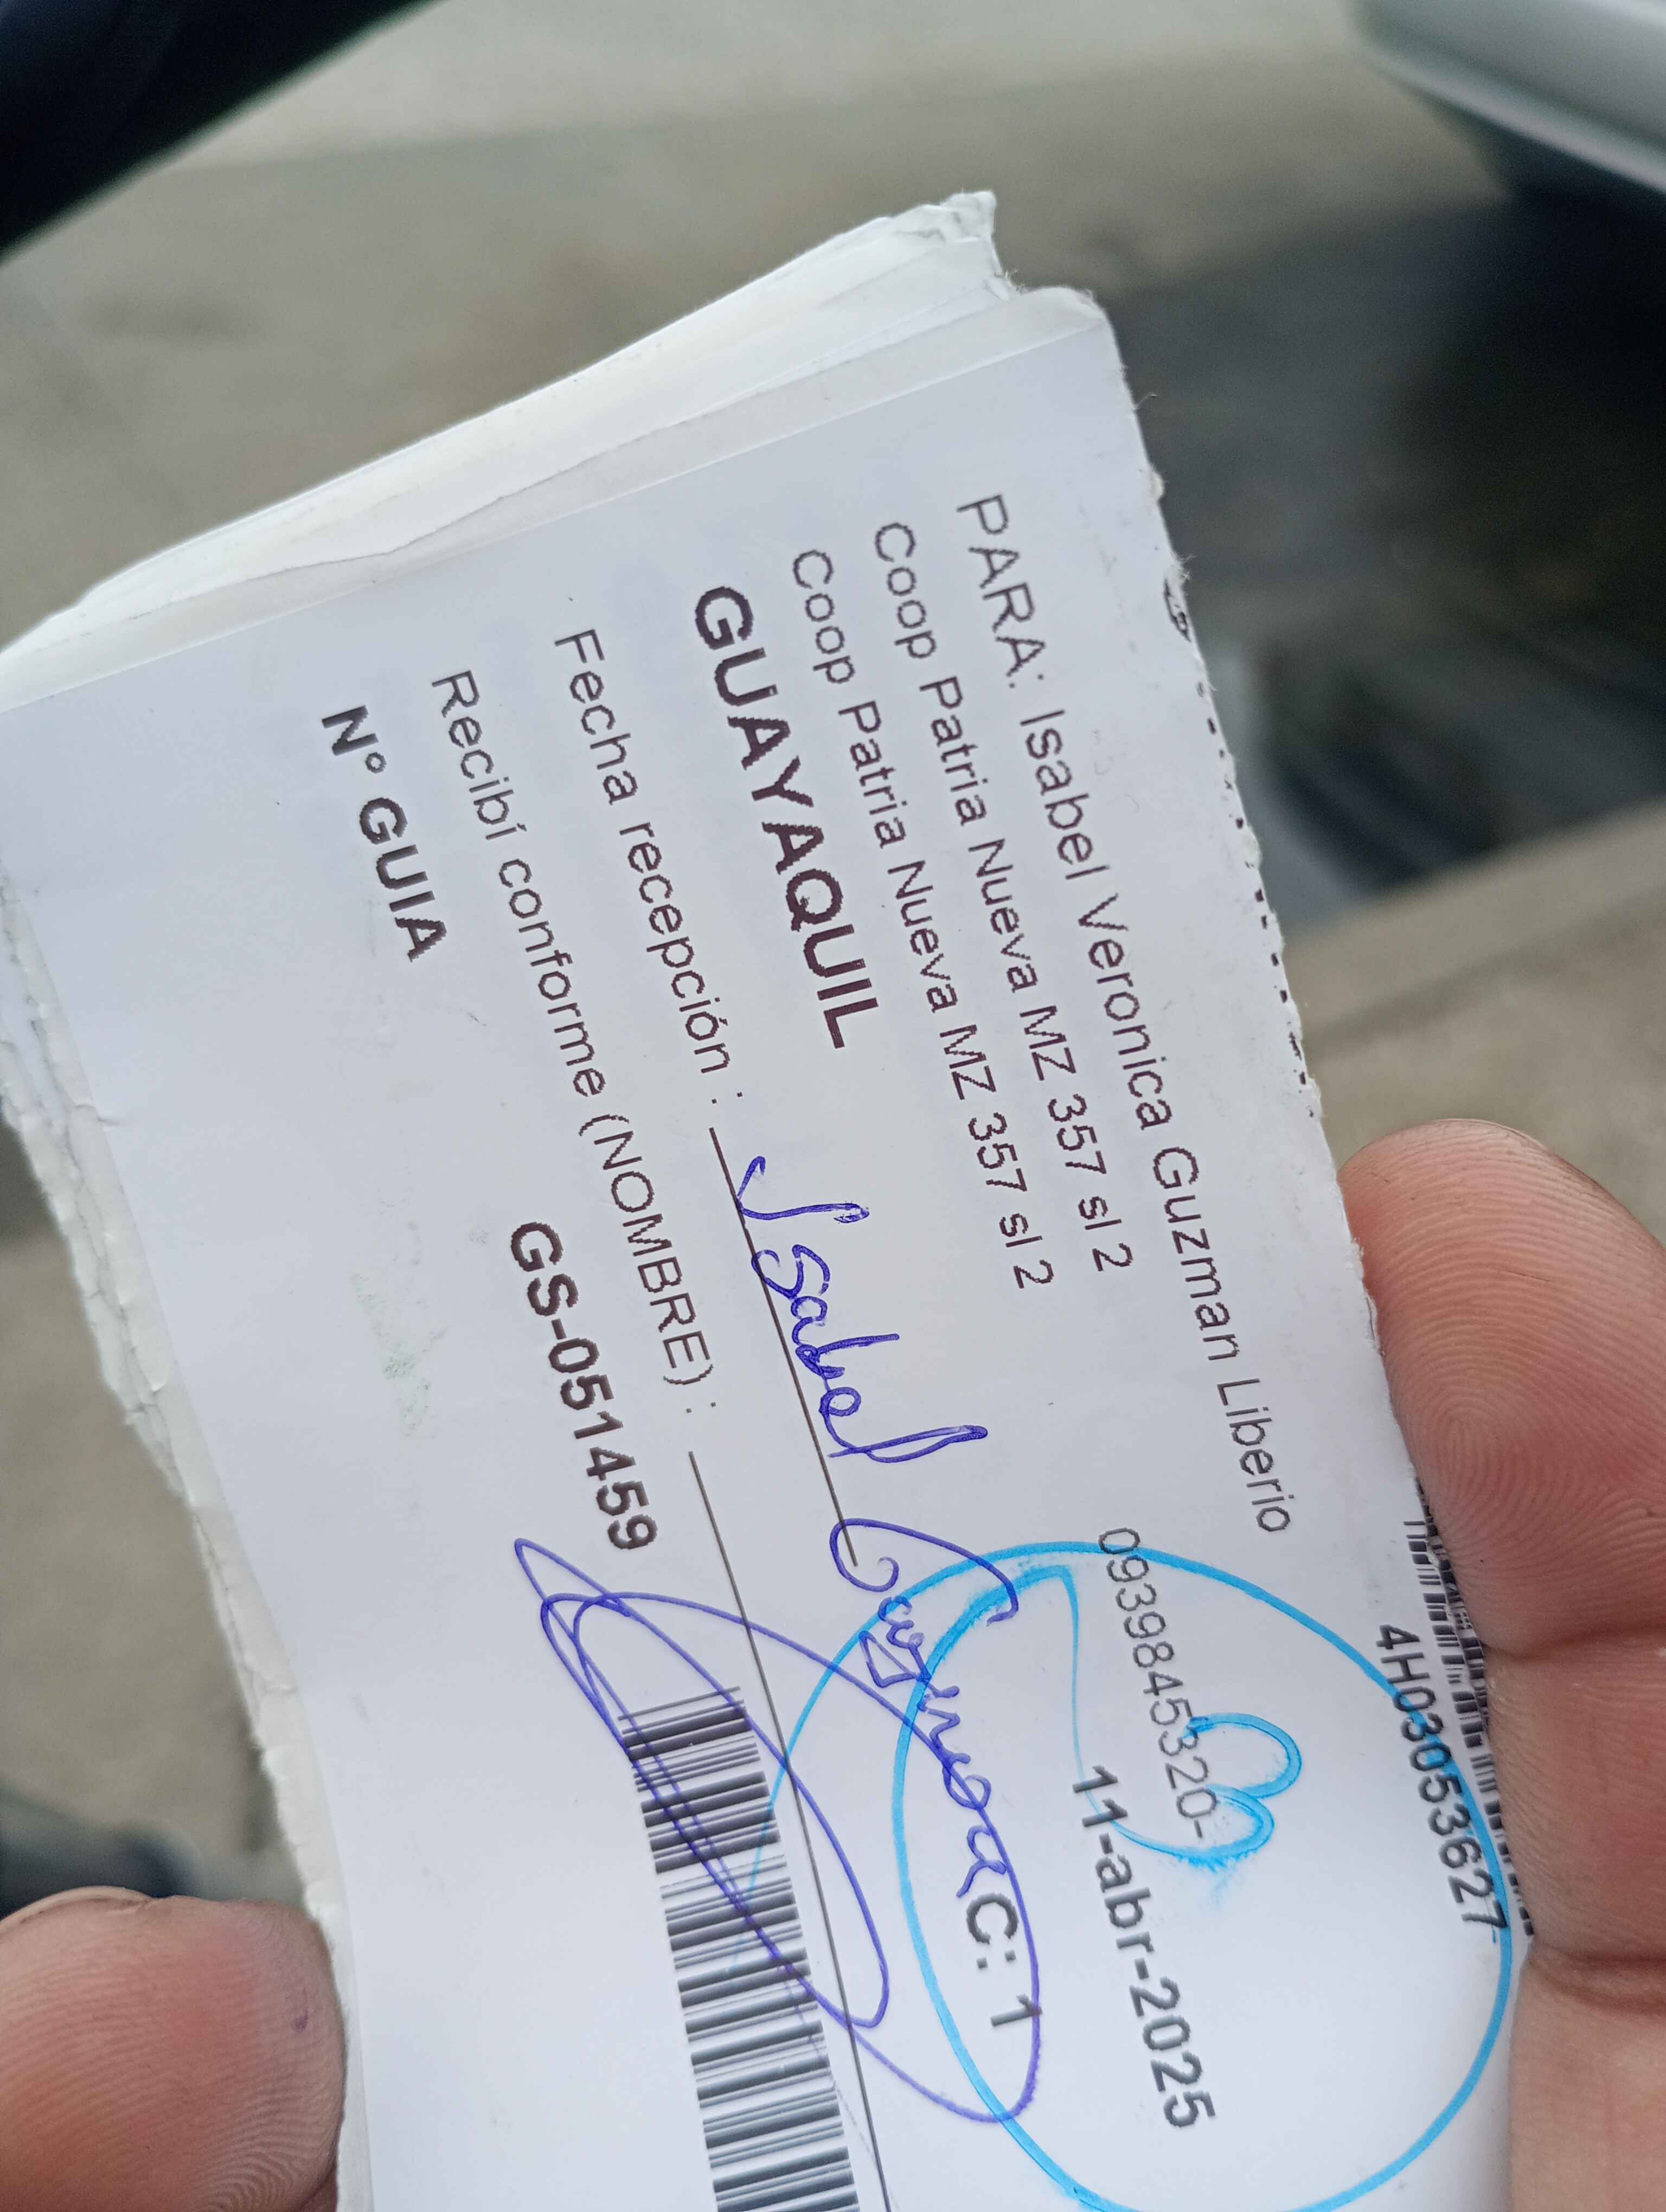 4H03053627
PARA: Isabel Veronica Guzman Liberio
Coop Patria Nueva MZ 357 sl 2 0939845320-
Coop Patria Nueva MZ 357 sl 2 11-abr-2025
GUAYAQUIL C: 1
Fecha recepción : Isabel Guzman
Recibí conforme (NOMBRE) :
N° GUIA GS-051459